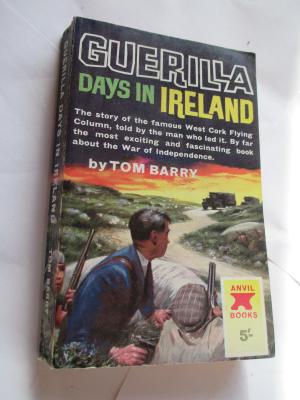 GUERILLA
DAYS IN IRELAND
The story of the famous West Cork Flying
Column, told by the man who led it. By far
the most exciting and fascinating book
about the War of Independence.
by TOM BARRY
ANVIL
BOOKS
5/-
GUERILLA DAYS IN IRELAND
TOM BARRY